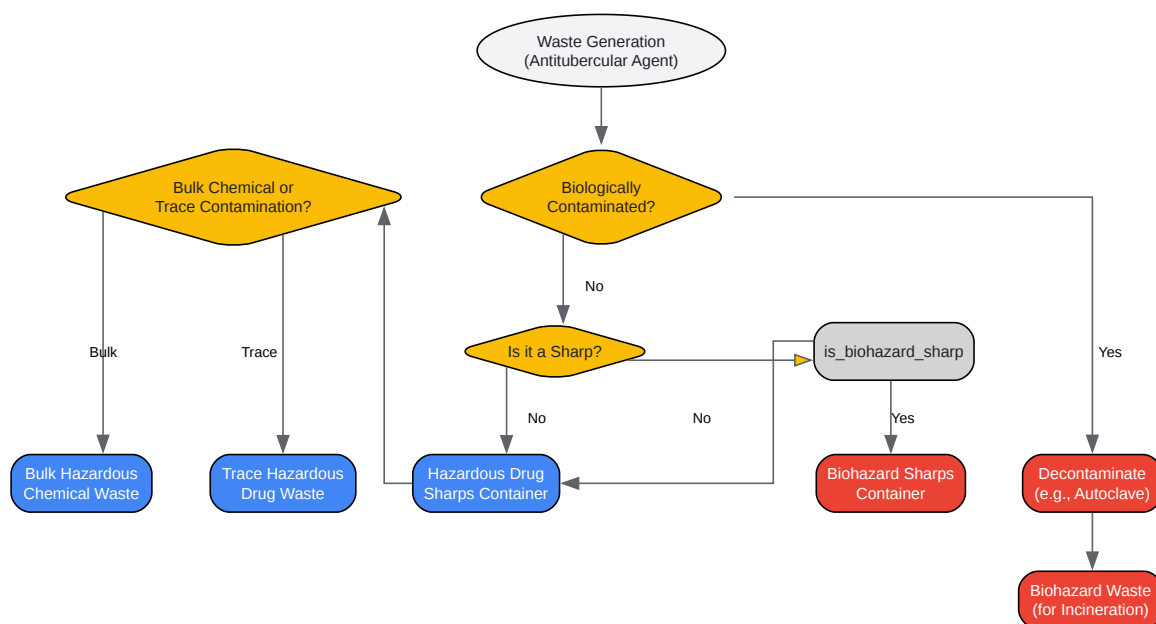 Waste Generation
(Antitubercular Agent)
Bulk Chemical or
Trace Contamination?
Biologically
Contaminated?
No
Is it a Sharp?
is_biohazard_sharp
Bulk
Trace
Yes
No
No
Yes
Bulk Hazardous
Chemical Waste
Trace Hazardous
Drug Waste
Hazardous Drug
Sharps Container
Biohazard Sharps
Container
Decontaminate
(e.g., Autoclave)
Biohazard Waste
(for Incineration)